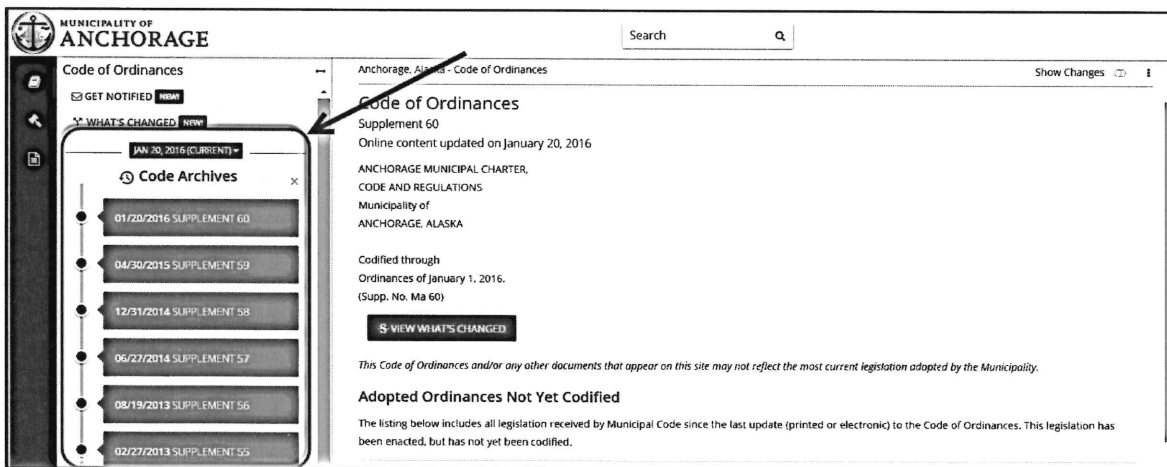 MUNICIPALITY OF
ANCHORAGE
Search
Code of Ordinances
GET NOTIFIED NEW!
WHAT'S CHANGED NEW!
JAN 20, 2016 (CURRENT)
Code Archives
×
01/20/2016 SUPPLEMENT 60
04/30/2015 SUPPLEMENT 59
12/31/2014 SUPPLEMENT 58
06/27/2014 SUPPLEMENT 57
08/19/2013 SUPPLEMENT 56
02/27/2013 SUPPLEMENT 55
Anchorage, Alaska - Code of Ordinances
Show Changes
Code of Ordinances
Supplement 60
Online content updated on January 20, 2016
ANCHORAGE MUNICIPAL CHARTER,
CODE AND REGULATIONS
Municipality of
ANCHORAGE, ALASKA
Codified through
Ordinances of January 1, 2016.
(Supp. No. Ma 60)
VIEW WHAT'S CHANGED
This Code of Ordinances and/or any other documents that appear on this site may not reflect the most current legislation adopted by the Municipality.
Adopted Ordinances Not Yet Codified
The listing below includes all legislation received by Municipal Code since the last update (printed or electronic) to the Code of Ordinances. This legislation has
been enacted, but has not yet been codified.